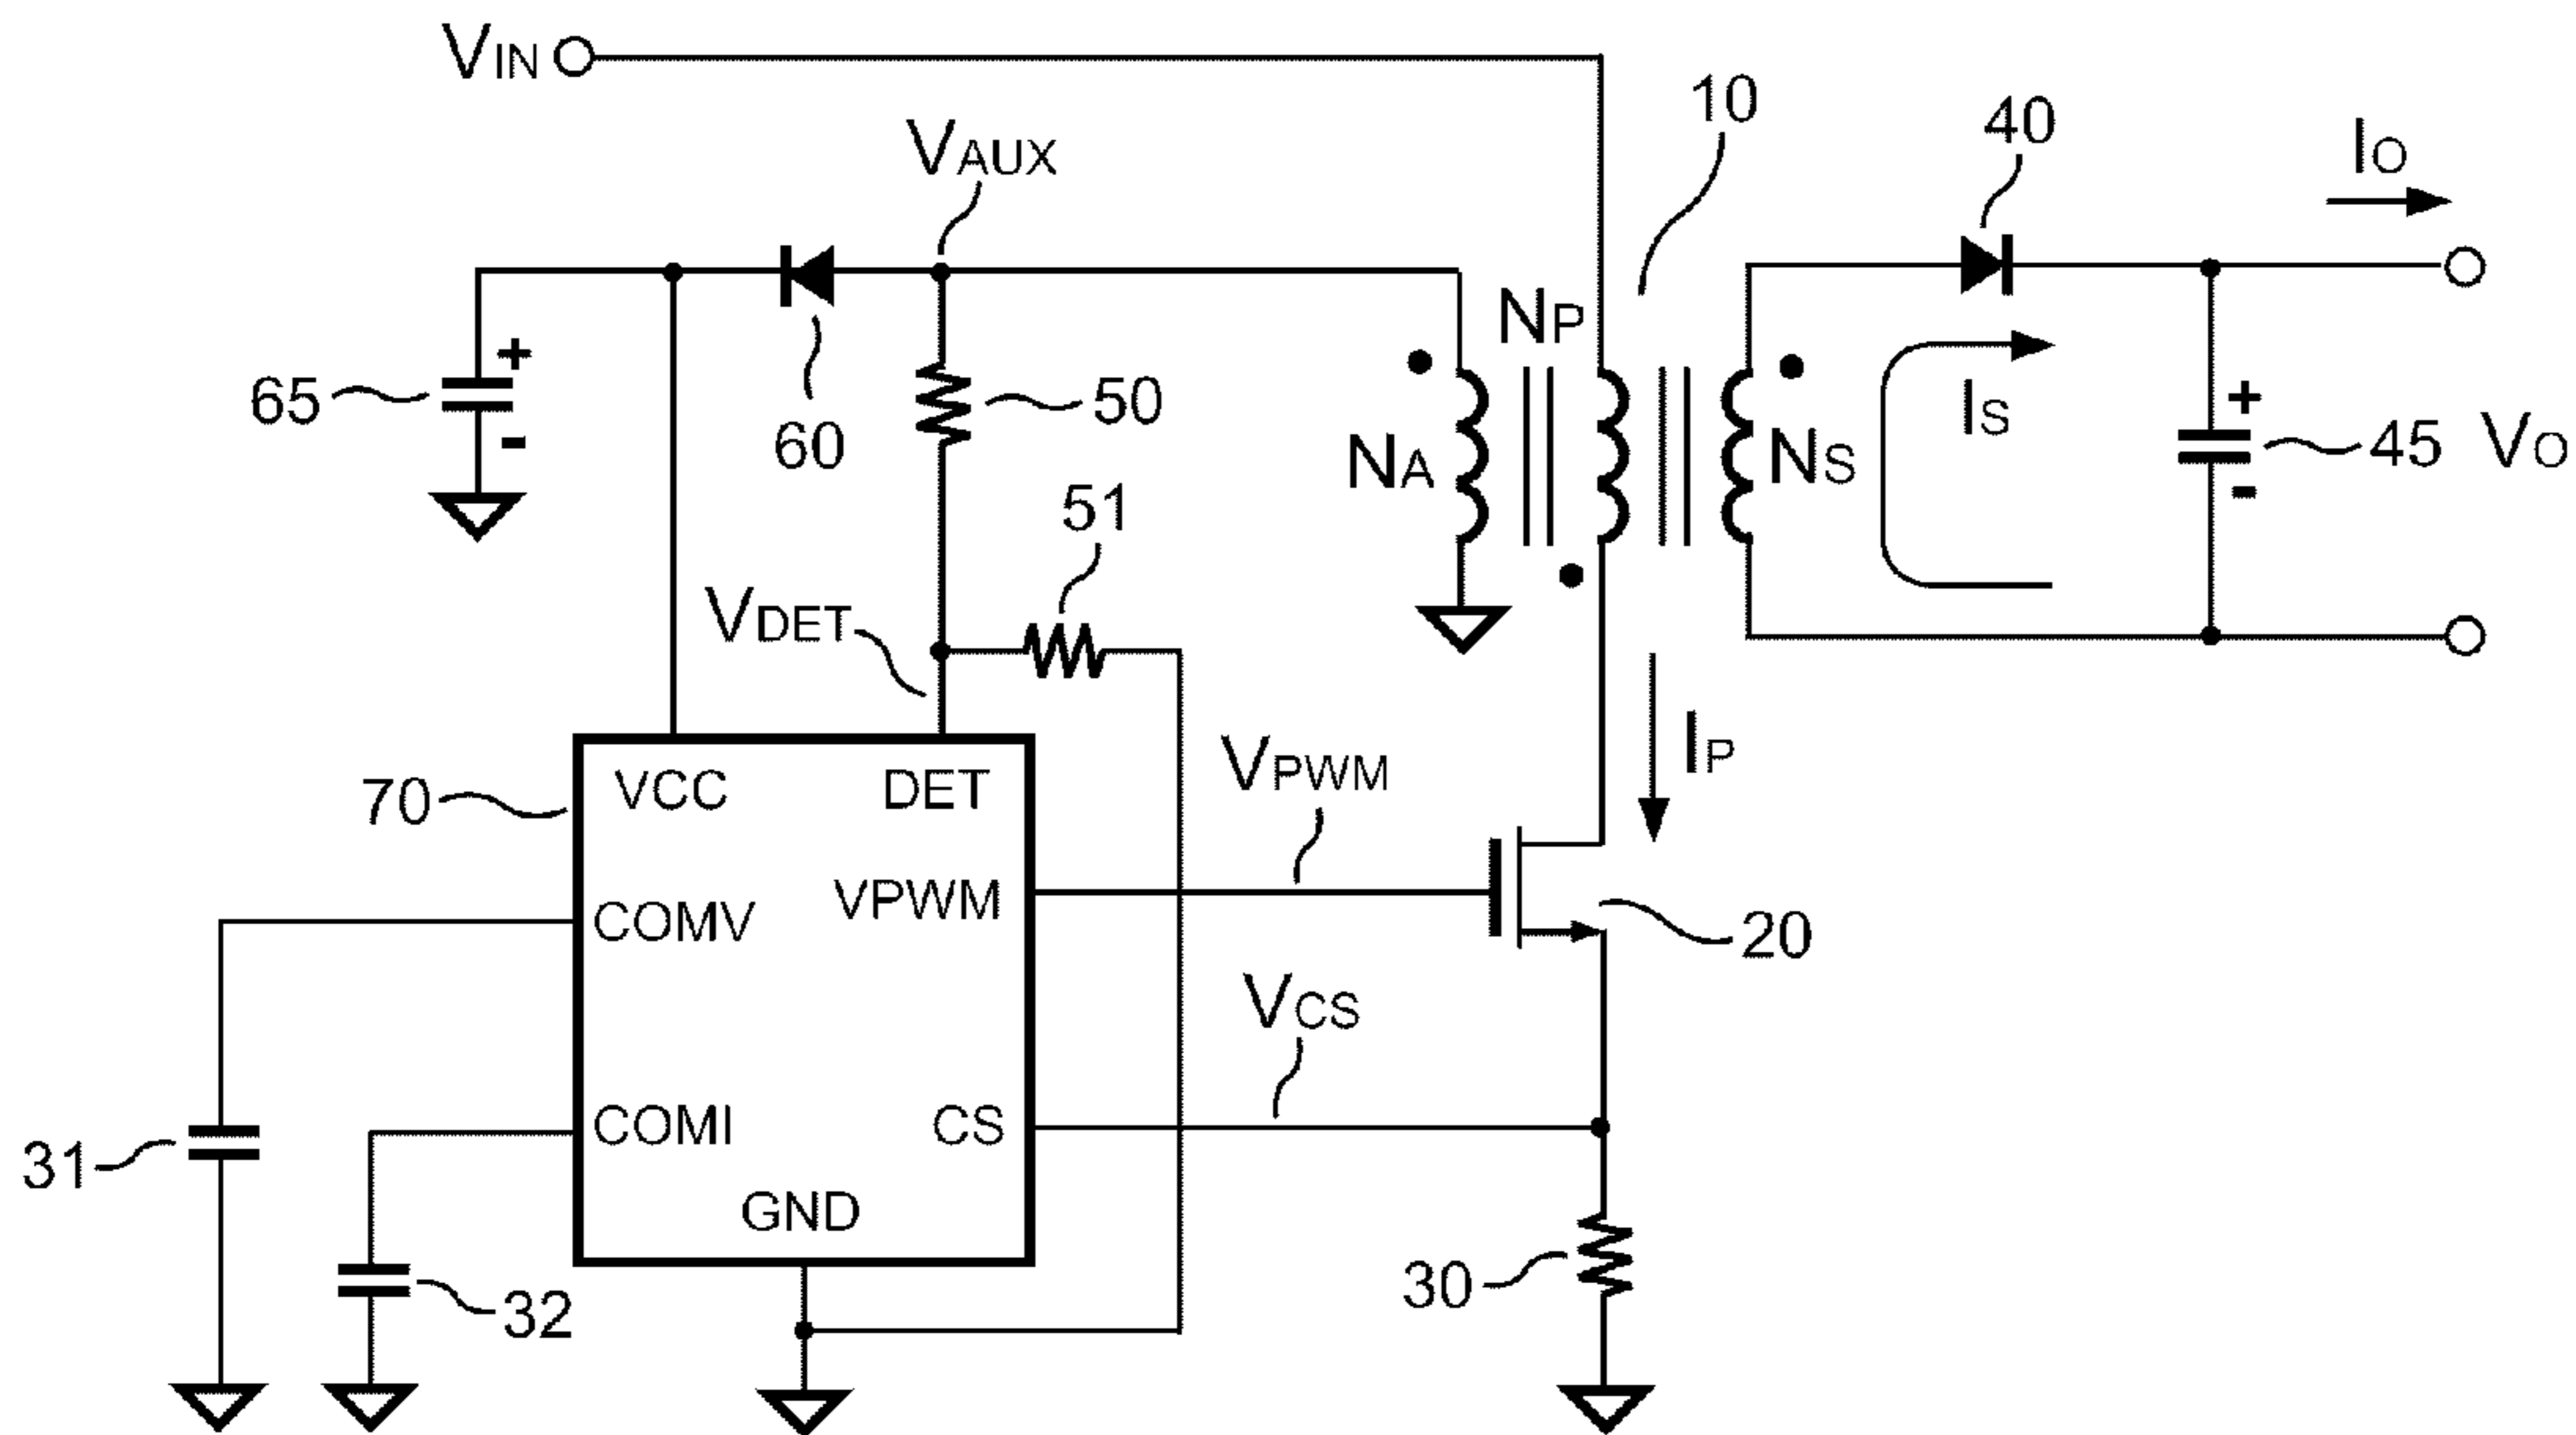 VIN
10
40
IO
VAUX
NP
65
+
-
60
50
NA
NS
IS
+
-
45
VO
51
VDET
IP
70
VCC
DET
VPWM
VPWM
COMV
20
VCS
COMI
CS
31
GND
32
30